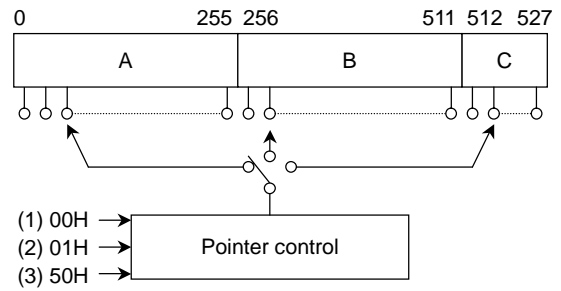 0 255 256 511 512 527
A B C
(1) 00H
(2) 01H
(3) 50H
Pointer control